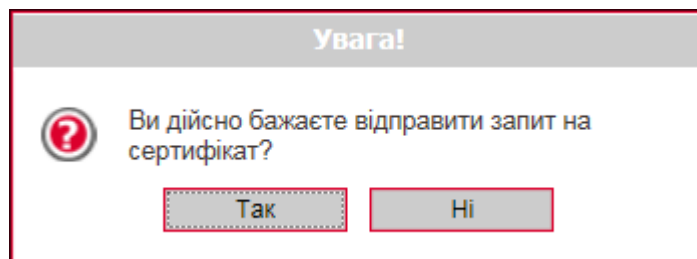 Увага!
Ви дійсно бажаєте відправити запит на
сертифікат?
Так
Ні